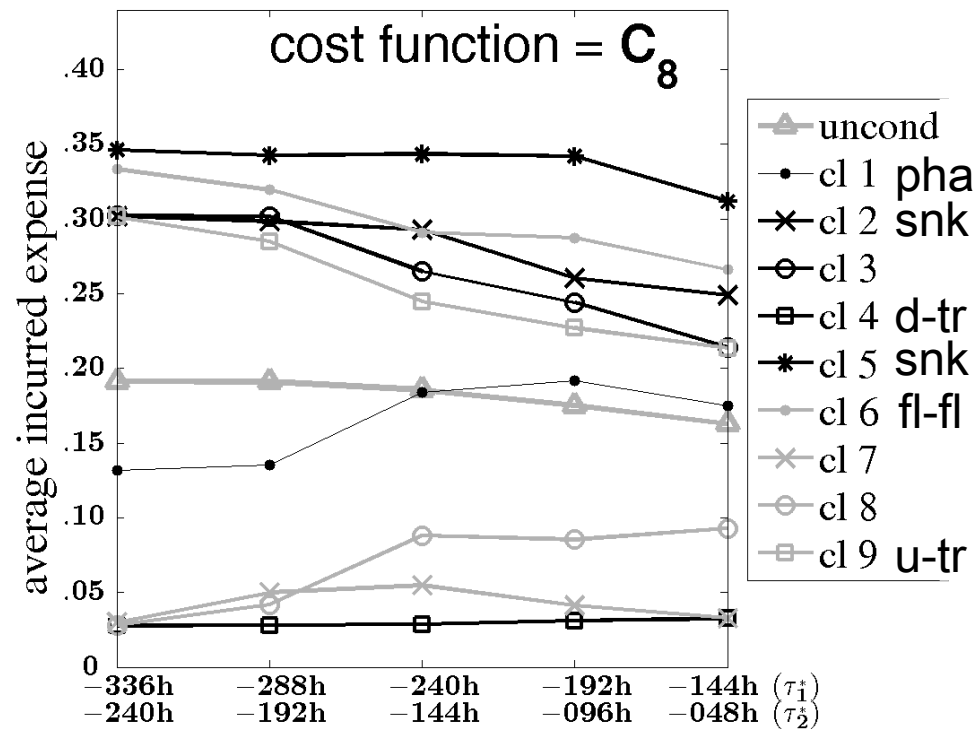 cost function = C8
average incurred expense
.40
.35
.30
.25
.20
.15
.10
.05
0
−336h −288h −240h −192h −144h (τ1*)
−240h −192h −144h −096h −048h (τ2*)
uncond
cl 1 pha
cl 2 snk
cl 3
cl 4 d-tr
cl 5 snk
cl 6 fl-fl
cl 7
cl 8
cl 9 u-tr